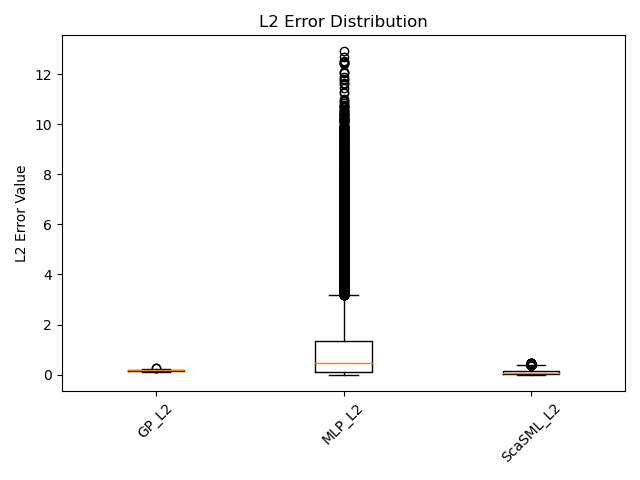 L2 Error Distribution
L2 Error Value
12
10
8
6
4
2
0
GP_L2
MLP_L2
ScaSML_L2